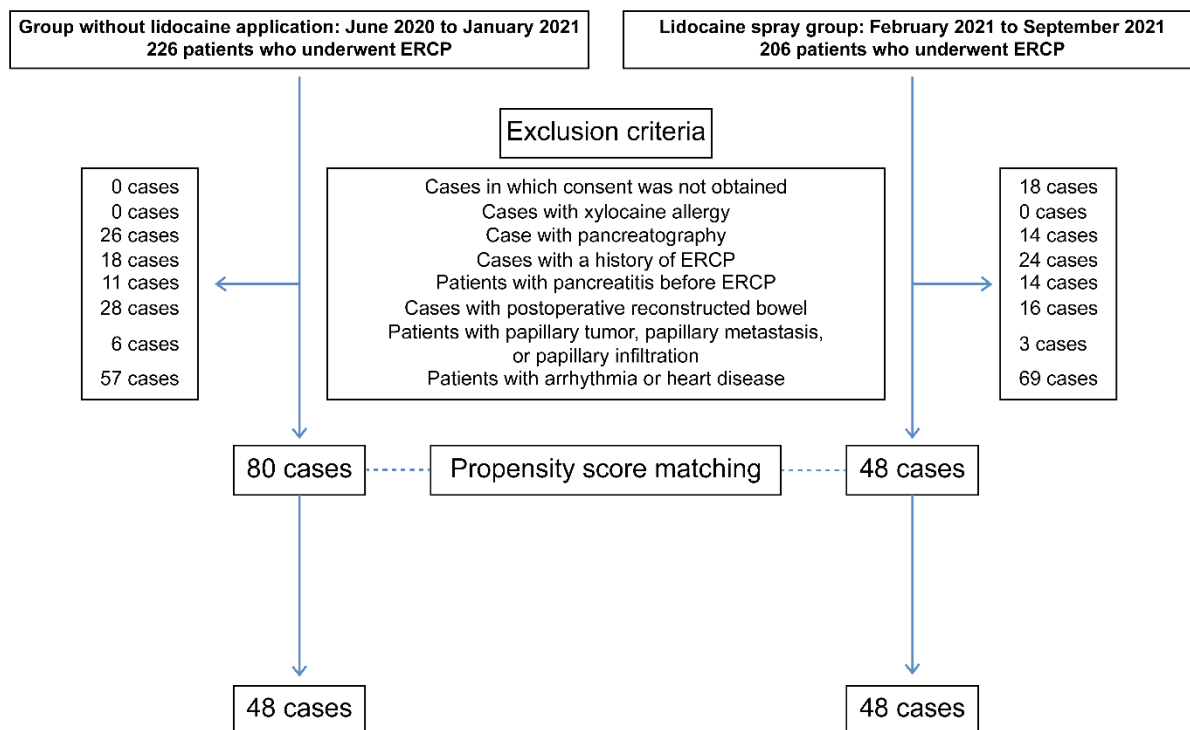 Group without lidocaine application: June 2020 to January 2021
226 patients who underwent ERCP
Lidocaine spray group: February 2021 to September 2021
206 patients who underwent ERCP
Exclusion criteria
0 cases
0 cases
26 cases
18 cases
11 cases
28 cases
6 cases
57 cases
Cases in which consent was not obtained
Cases with xylocaine allergy
Case with pancreatography
Cases with a history of ERCP
Patients with pancreatitis before ERCP
Cases with postoperative reconstructed bowel
Patients with papillary tumor, papillary metastasis,
or papillary infiltration
Patients with arrhythmia or heart disease
18 cases
0 cases
14 cases
24 cases
14 cases
16 cases
3 cases
69 cases
80 cases
Propensity score matching
48 cases
48 cases
48 cases